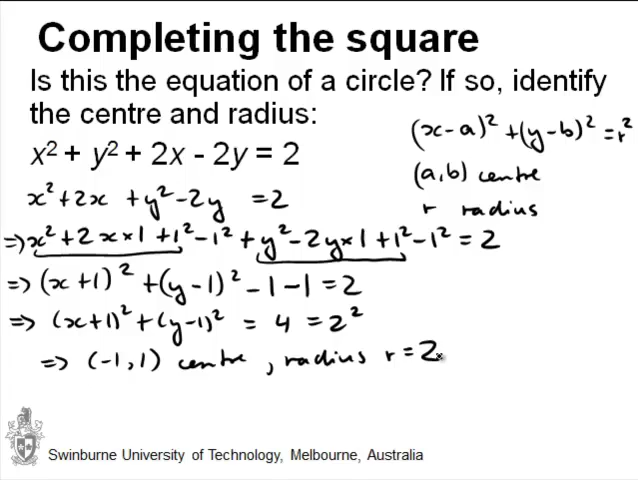 Completing the square
Is this the equation of a circle? If so, identify
the centre and radius:
x² + y² + 2x - 2y = 2
(x-a)² + (y-b)² = r²
(a,b) centre
r radius
x² + 2x + y² - 2y = 2
=> x² + 2x×1 + 1² - 1² + y² - 2y×1 + 1² - 1² = 2
=> (x+1)² + (y-1)² - 1 - 1 = 2
=> (x+1)² + (y-1)² = 4 = 2²
=> (-1,1) centre, radius r = 2
Swinburne University of Technology, Melbourne, Australia